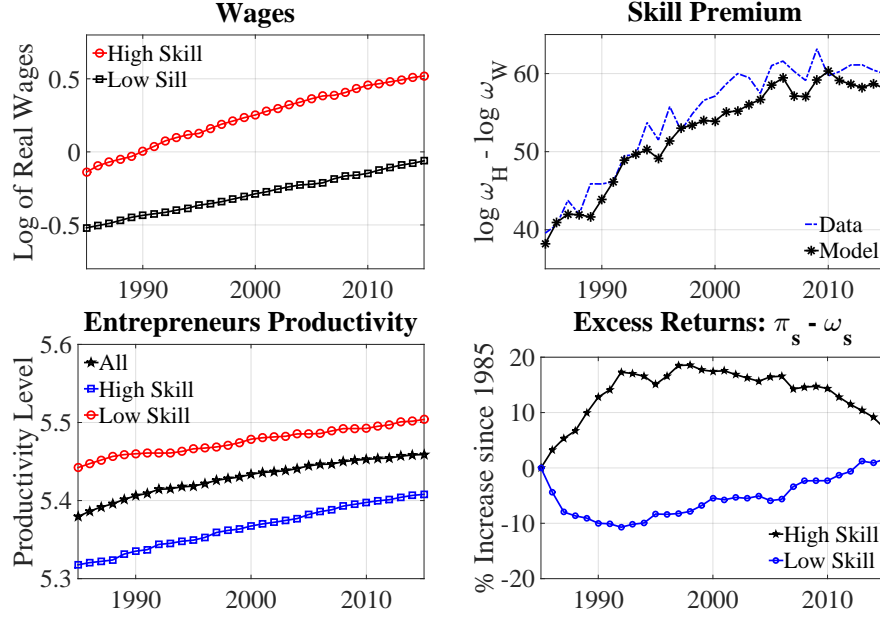 Wages
Log of Real Wages
High Skill
Low Sill
0.5
0
-0.5
1990 2000 2010
Skill Premium
log ω_H - log ω_W
60
50
40
Data
Model
1990 2000 2010
Entrepreneurs Productivity
Productivity Level
5.6
5.5
5.4
5.3
All
High Skill
Low Skill
1990 2000 2010
Excess Returns: π_s - ω_s
% Increase since 1985
20
10
0
-10
-20
High Skill
Low Skill
1990 2000 2010